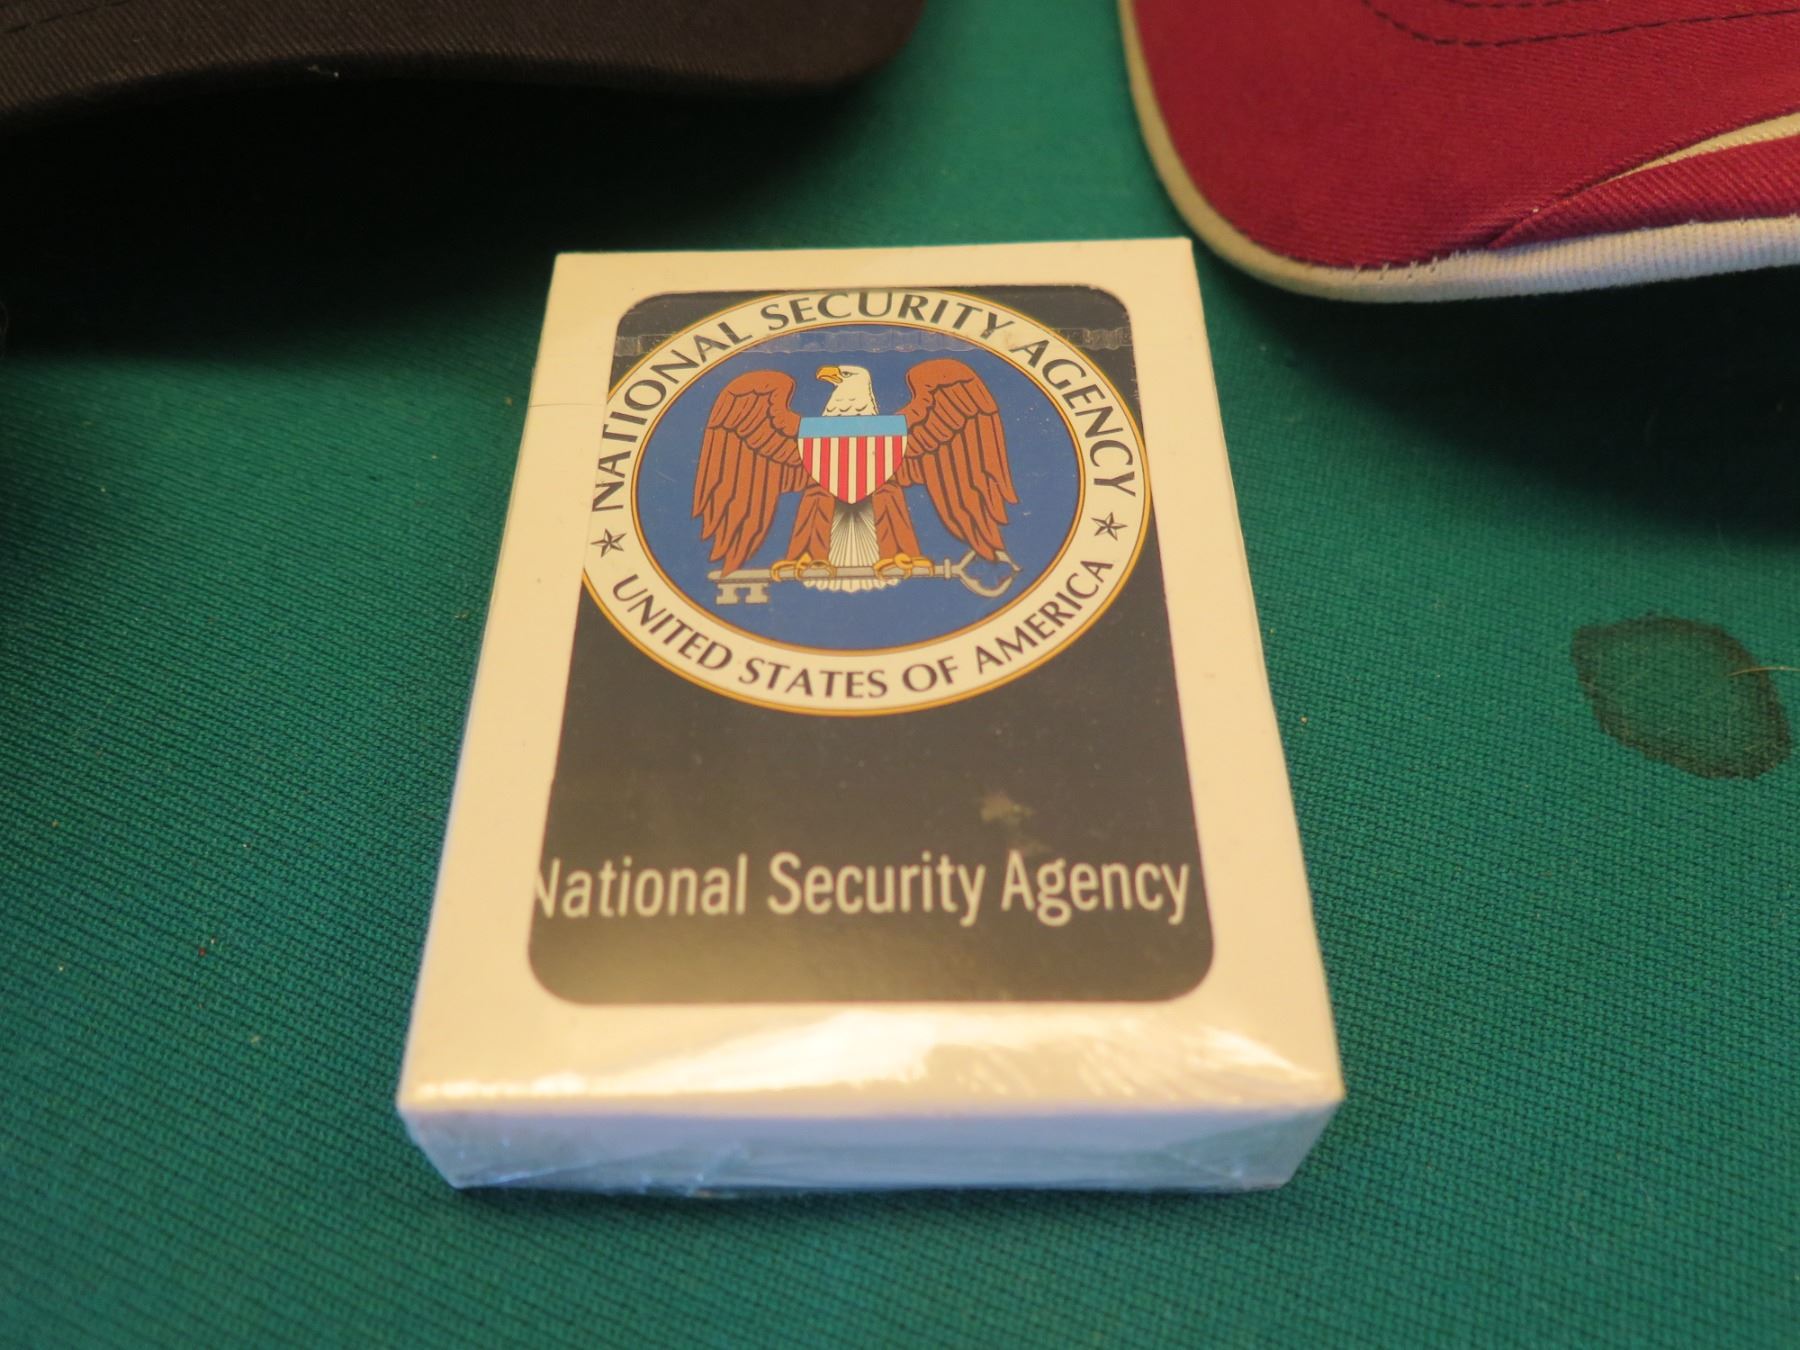 NATIONAL SECURITY AGENCY
UNITED STATES OF AMERICA
National Security Agency